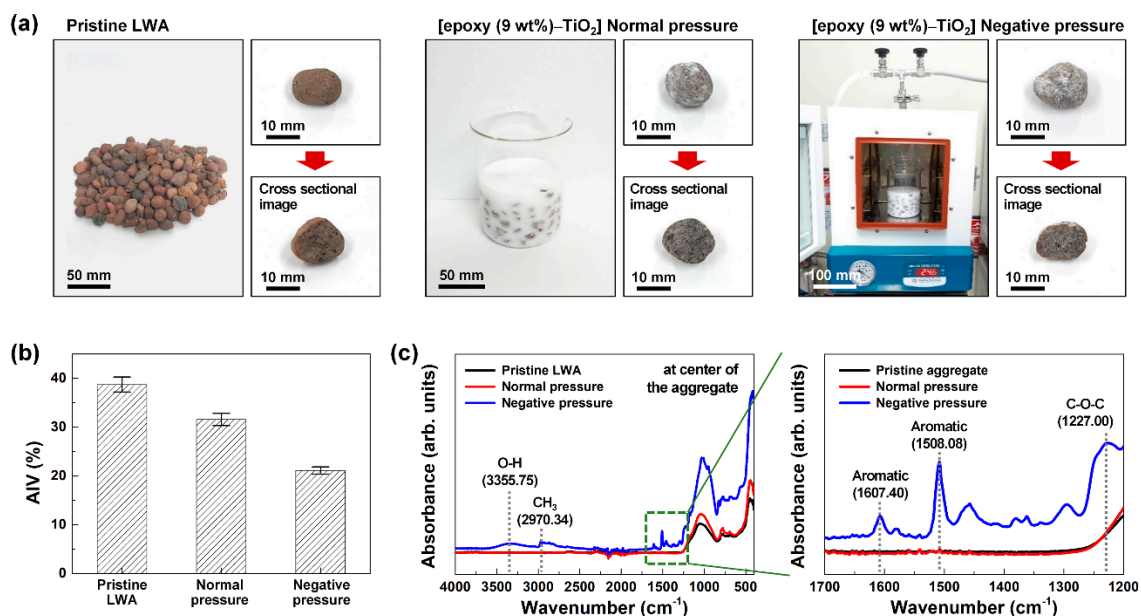 (a)
Pristine LWA
50 mm
10 mm
Cross sectional
image
10 mm
[epoxy (9 wt%)–TiO2] Normal pressure
50 mm
10 mm
Cross sectional
image
10 mm
[epoxy (9 wt%)–TiO2] Negative pressure
100 mm
24.6
10 mm
Cross sectional
image
10 mm
(b)
AIV (%)
40
30
20
10
0
Pristine
LWA
Normal
pressure
Negative
pressure
(c)
Absorbance (arb. units)
Pristine LWA
Normal pressure
Negative pressure
at center of
the aggregate
O-H
(3355.75)
CH3
(2970.34)
4000 3500 3000 2500 2000 1500 1000 500
Wavenumber (cm-1)
Absorbance (arb. units)
Pristine aggregate
Normal pressure
Negative pressure
Aromatic
(1607.40)
Aromatic
(1508.08)
C-O-C
(1227.00)
1700 1600 1500 1400 1300 1200
Wavenumber (cm-1)